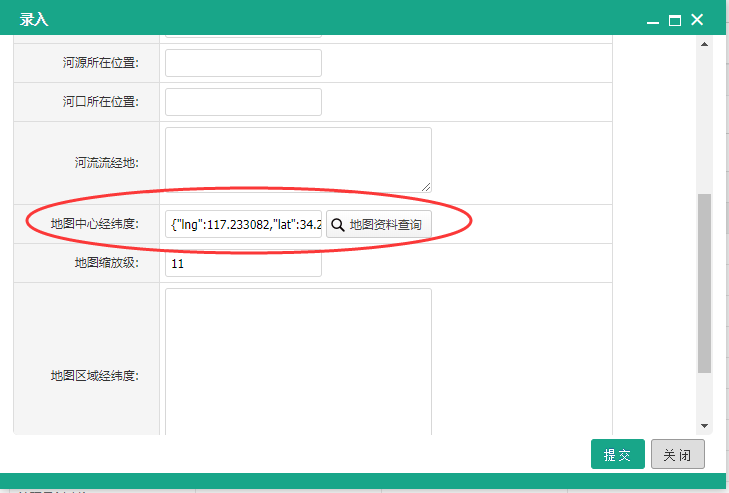 录入
河源所在位置:
河口所在位置:
河流流经地:
地图中心经纬度: {"lng":117.233082,"lat":34.2 地图资料查询
地图缩放级: 11
地图区域经纬度:
提交 关闭